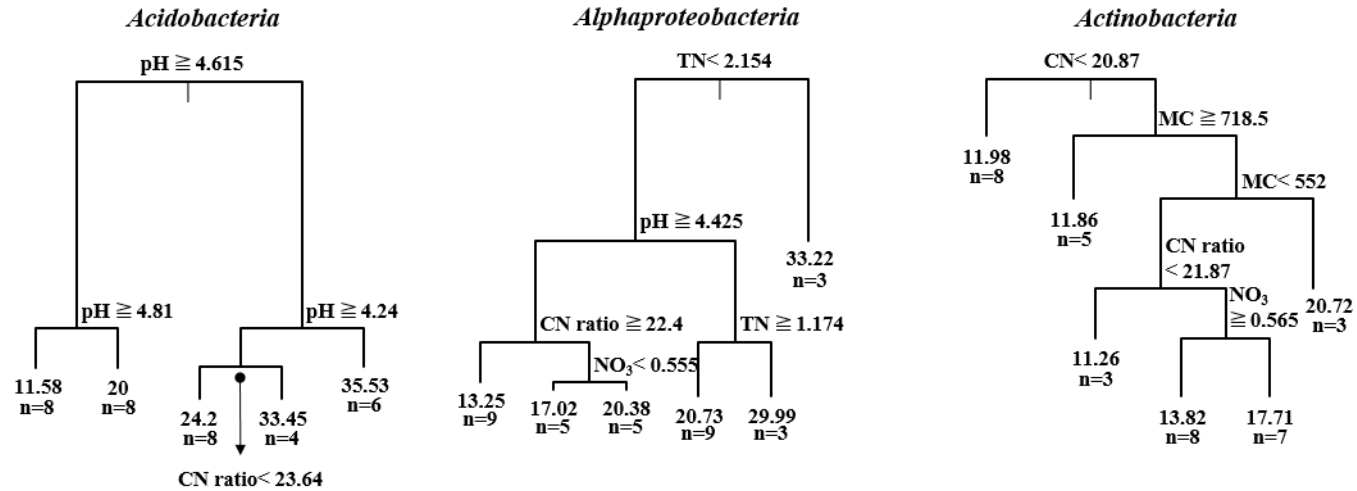 Acidobacteria
pH ≧ 4.615
pH ≧ 4.81
pH ≧ 4.24
11.58
n=8
20
n=8
24.2
n=8
33.45
n=4
35.53
n=6
CN ratio< 23.64
Alphaproteobacteria
TN< 2.154
pH ≧ 4.425
33.22
n=3
CN ratio ≧ 22.4
TN ≧ 1.174
NO₃< 0.555
13.25
n=9
17.02
n=5
20.38
n=5
20.73
n=9
29.99
n=3
Actinobacteria
CN< 20.87
MC ≧ 718.5
11.98
n=8
MC< 552
11.86
n=5
CN ratio
< 21.87
NO₃
≧ 0.565
20.72
n=3
11.26
n=3
13.82
n=8
17.71
n=7